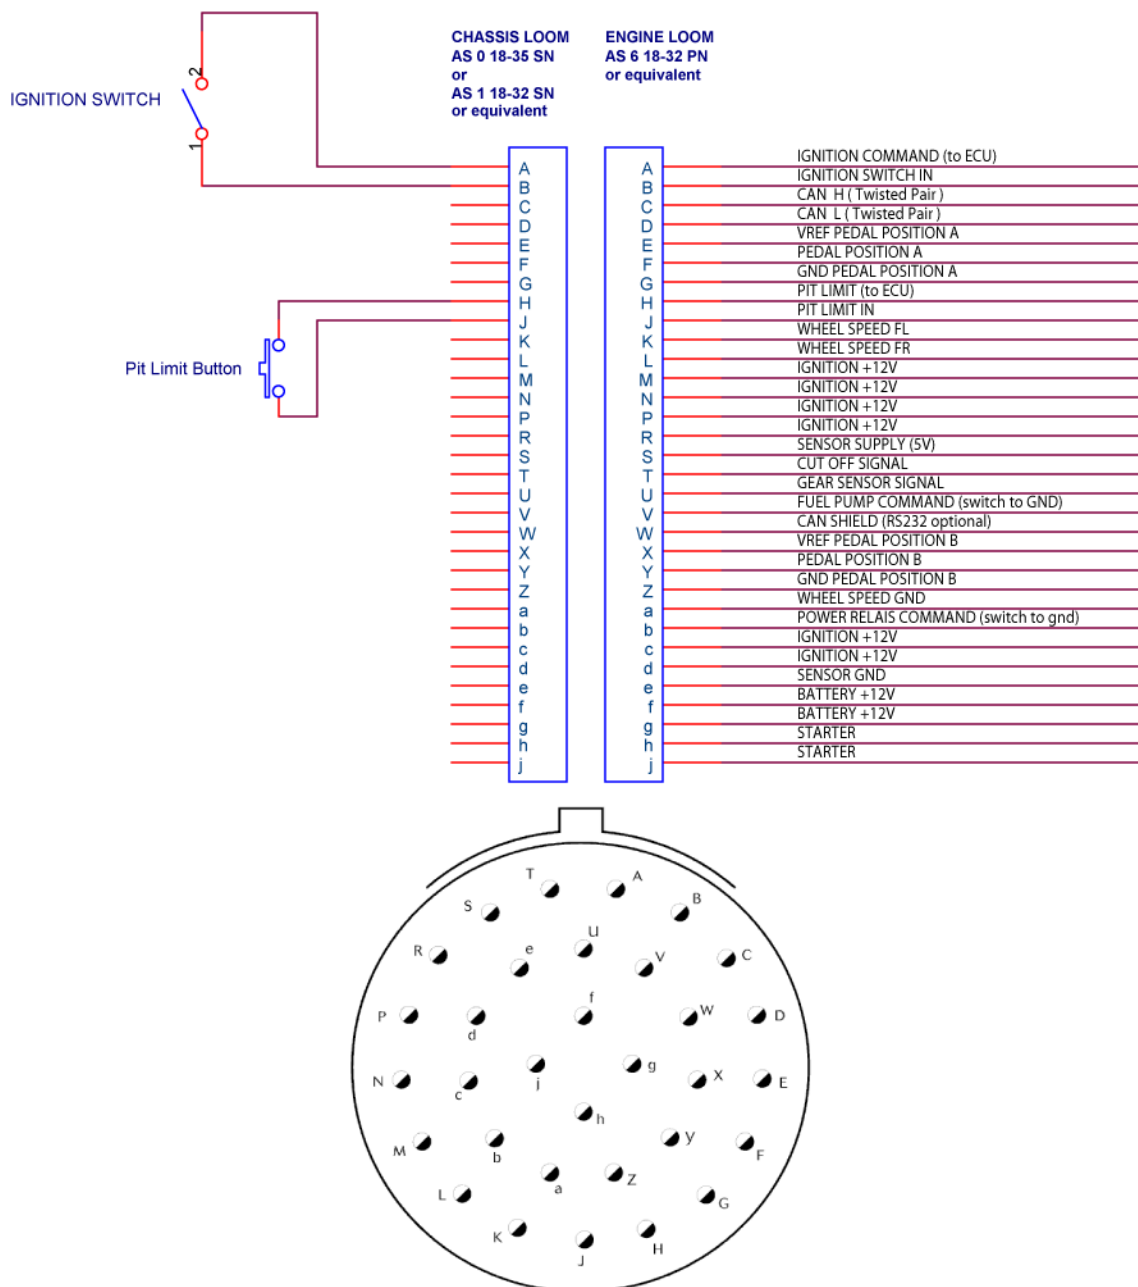 CHASSIS LOOM
AS 0 18-35 SN
or
AS 1 18-32 SN
or equivalent
ENGINE LOOM
AS 6 18-32 PN
or equivalent
IGNITION SWITCH
2
1
Pit Limit Button
A
B
C
D
E
F
G
H
J
K
L
M
N
P
R
S
T
U
V
W
X
Y
Z
a
b
c
d
e
f
g
h
j
A IGNITION COMMAND (to ECU)
B IGNITION SWITCH IN
C CAN H ( Twisted Pair )
D CAN L ( Twisted Pair )
E VREF PEDAL POSITION A
F PEDAL POSITION A
G GND PEDAL POSITION A
H PIT LIMIT (to ECU)
J PIT LIMIT IN
K WHEEL SPEED FL
L WHEEL SPEED FR
M IGNITION +12V
N IGNITION +12V
P IGNITION +12V
R IGNITION +12V
S SENSOR SUPPLY (5V)
T CUT OFF SIGNAL
U GEAR SENSOR SIGNAL
V FUEL PUMP COMMAND (switch to GND)
W CAN SHIELD (RS232 optional)
X VREF PEDAL POSITION B
Y PEDAL POSITION B
Z GND PEDAL POSITION B
a WHEEL SPEED GND
b POWER RELAIS COMMAND (switch to gnd)
c IGNITION +12V
d IGNITION +12V
e SENSOR GND
f BATTERY +12V
g BATTERY +12V
h STARTER
j STARTER
T A
S B
U
R e V C
f
P d W D
N c j g X E
h
M b y F
L a Z G
K J H